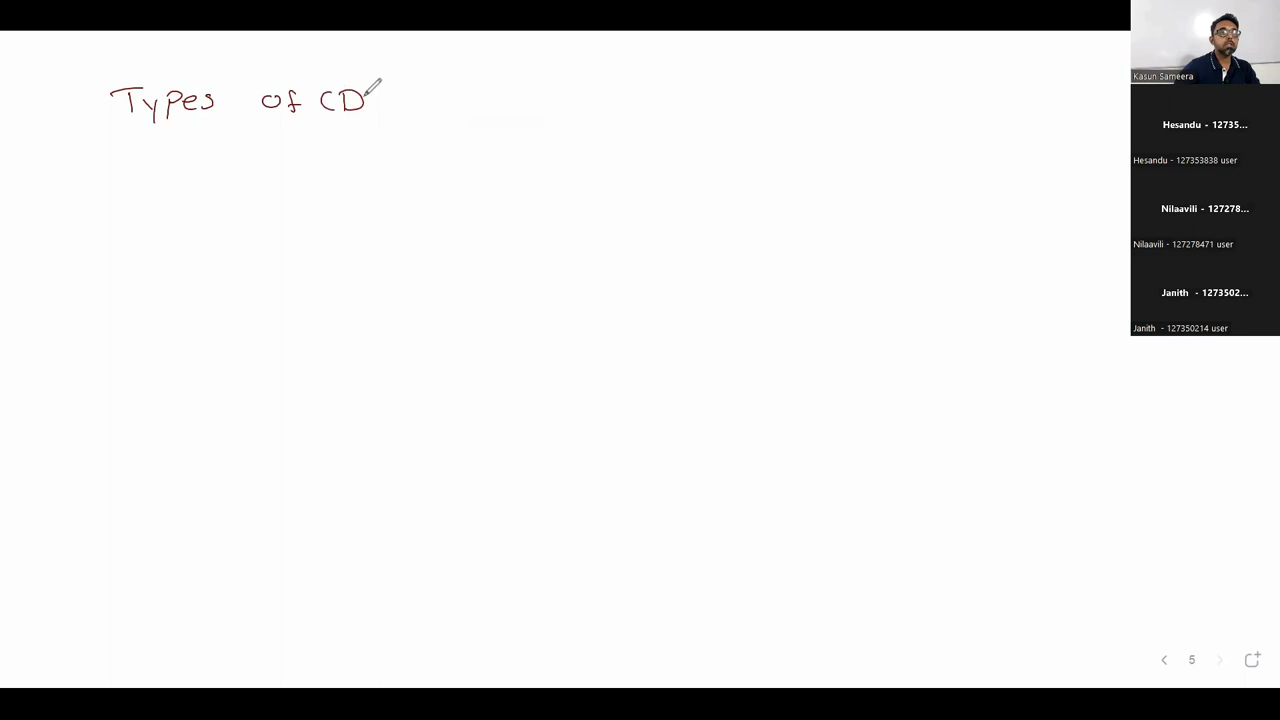 Types of CD
Kasun Sameera
Hesandu - 12735...
Hesandu - 127353838 user
Nilaavili - 127278...
Nilaavili - 127278471 user
Janith - 1273502...
Janith - 127350214 user
5